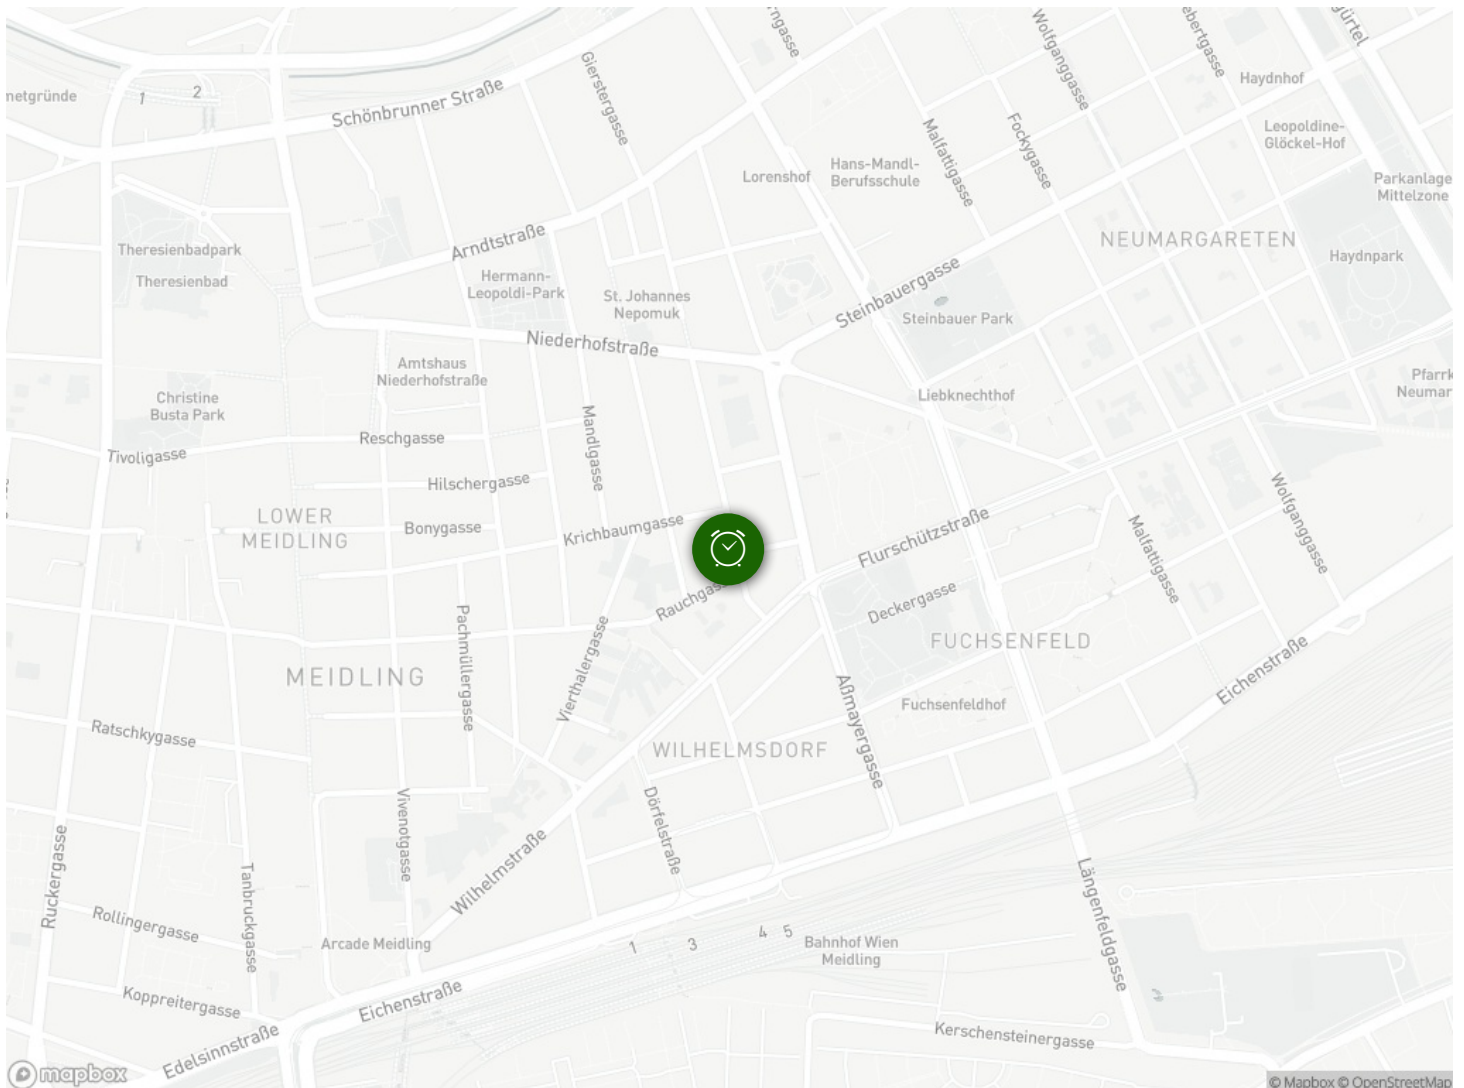 Wolfganggasse
Haydnhof
metgründe
1
2
Gierstergasse
Schönbrunner Straße
Malfattigasse
Fockygasse
Leopoldine-
Glöckel-Hof
Lorenshof
Hans-Mandl-
Berufsschule
Parkanlage
Mittelzone
Theresienbadpark
Theresienbad
Arndtstraße
NEUMARGARETEN
Haydnpark
Hermann-
Leopoldi-Park
St. Johannes
Nepomuk
Steinbauergasse
Steinbauer Park
Niederhofstraße
Amtshaus
Niederhofstraße
Christine
Busta Park
Liebknechthof
Pfarrk
Neumar
Mandlgasse
Reschgasse
Tivoligasse
Hilschergasse
LOWER
MEIDLING
Bonygasse
Krichbaumgasse
Flurschützstraße
Malfattigasse
Wolfganggasse
Rauchgass
Deckergasse
FUCHSENFELD
Pachmüllergasse
Vierthalergasse
MEIDLING
Eichenstraße
Aßmayergasse
Fuchsenfeldhof
Ratschkygasse
WILHELMSDORF
Vivenotgasse
Dörfelstraße
Wilhelmstraße
Ruckergasse
Tanbruckgasse
Rollingergasse
Arcade Meidling
1
3
4
5
Bahnhof Wien
Meidling
Längenfeldgasse
Koppreitergasse
Eichenstraße
Edelsinnstraße
Kerschensteinergasse
mapbox
© Mapbox © OpenStreetMap